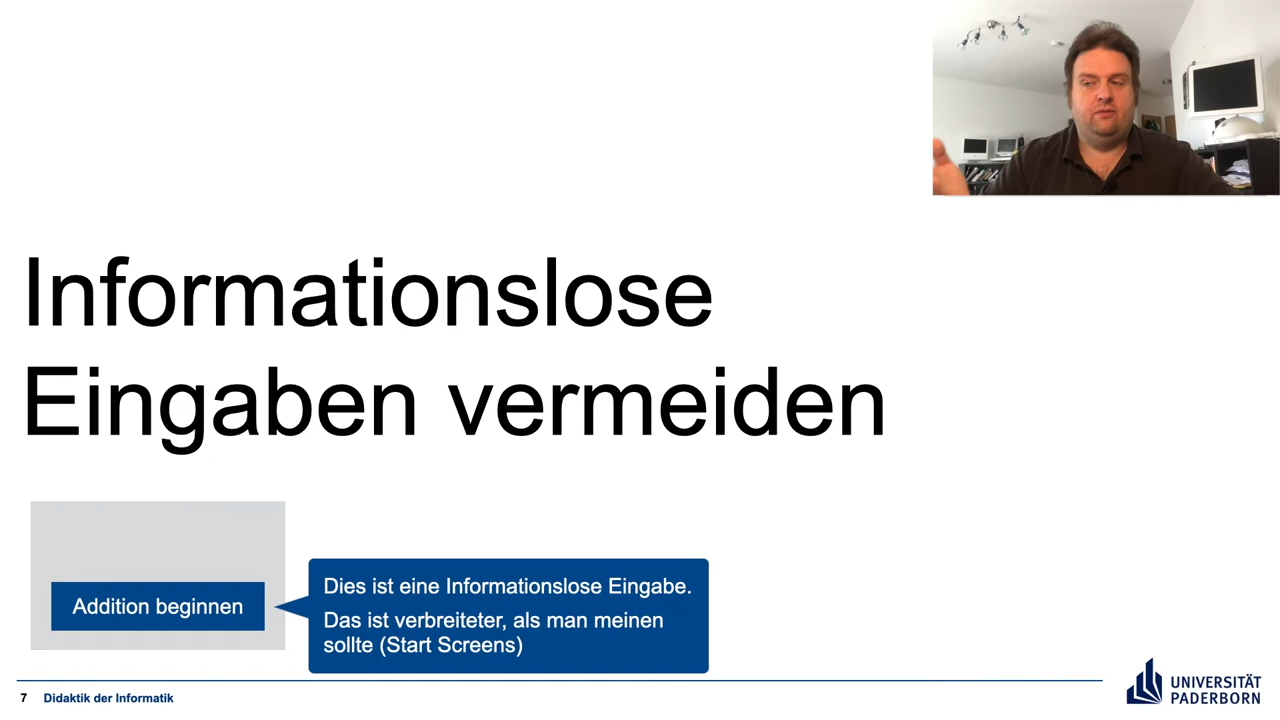 Informationslose
Eingaben vermeiden
Addition beginnen
Dies ist eine Informationslose Eingabe.
Das ist verbreiteter, als man meinen
sollte (Start Screens)
7 Didaktik der Informatik
UNIVERSITÄT
PADERBORN